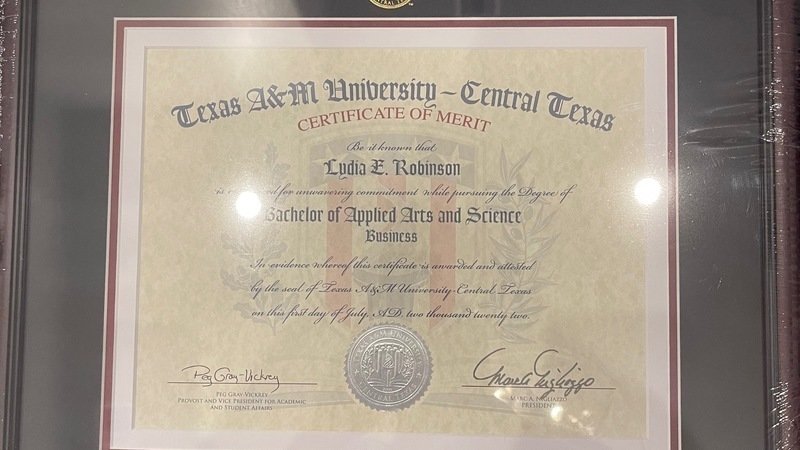 Texas A&M University - Central Texas
CERTIFICATE OF MERIT
Be it known that
Lydia E. Robinson
is for unwavering commitment while pursuing the Degree of
Bachelor of Applied Arts and Science
Business
In evidence whereof this certificate is awarded and attested
by the seal of Texas A&M University-Central Texas
on this first day of July, A.D. two thousand twenty two.
Peg Gray-Vickrey
PEG GRAY-VICKREY
PROVOST AND VICE PRESIDENT FOR ACADEMIC
AND STUDENT AFFAIRS
MARC A. NIGLIAZZO
PRESIDENT
CENTRAL TEXAS